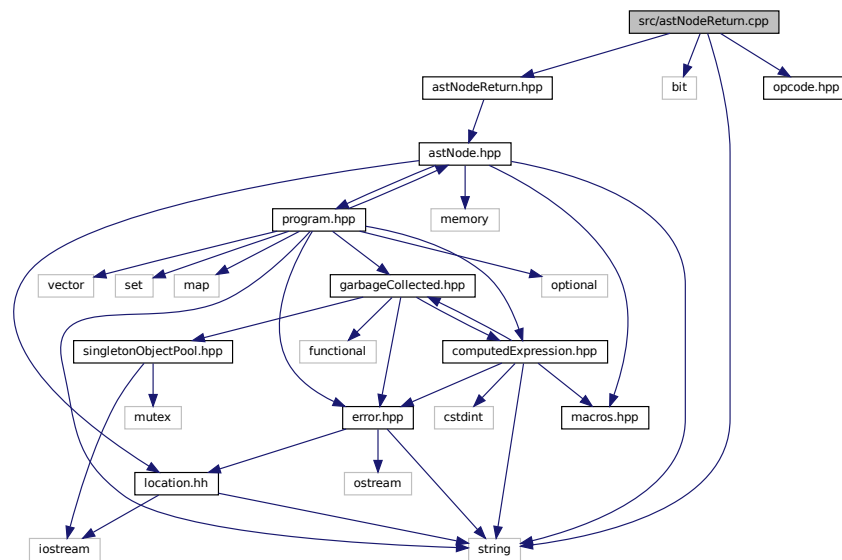 src/astNodeReturn.cpp
astNodeReturn.hpp
bit
opcode.hpp
astNode.hpp
program.hpp
memory
vector
set
map
garbageCollected.hpp
optional
singletonObjectPool.hpp
functional
computedExpression.hpp
mutex
error.hpp
cstdint
macros.hpp
location.hh
ostream
iostream
string